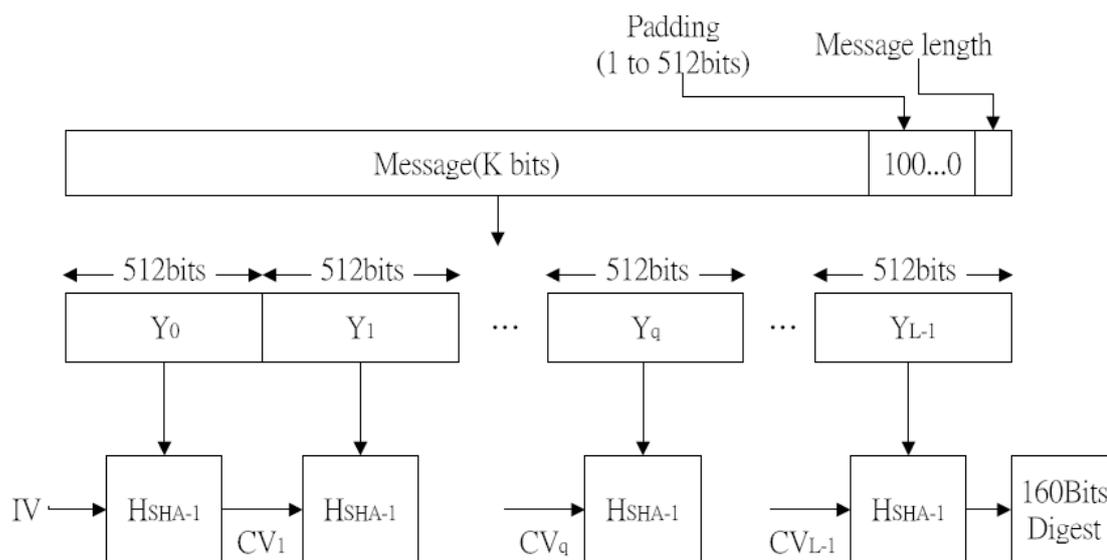 Padding
(1 to 512bits)
Message length
Message(K bits)
100...0
512bits
512bits
512bits
512bits
Y0
Y1
...
Yq
...
YL-1
IV
HSHA-1
CV1
HSHA-1
CVq
HSHA-1
CVL-1
HSHA-1
160Bits
Digest